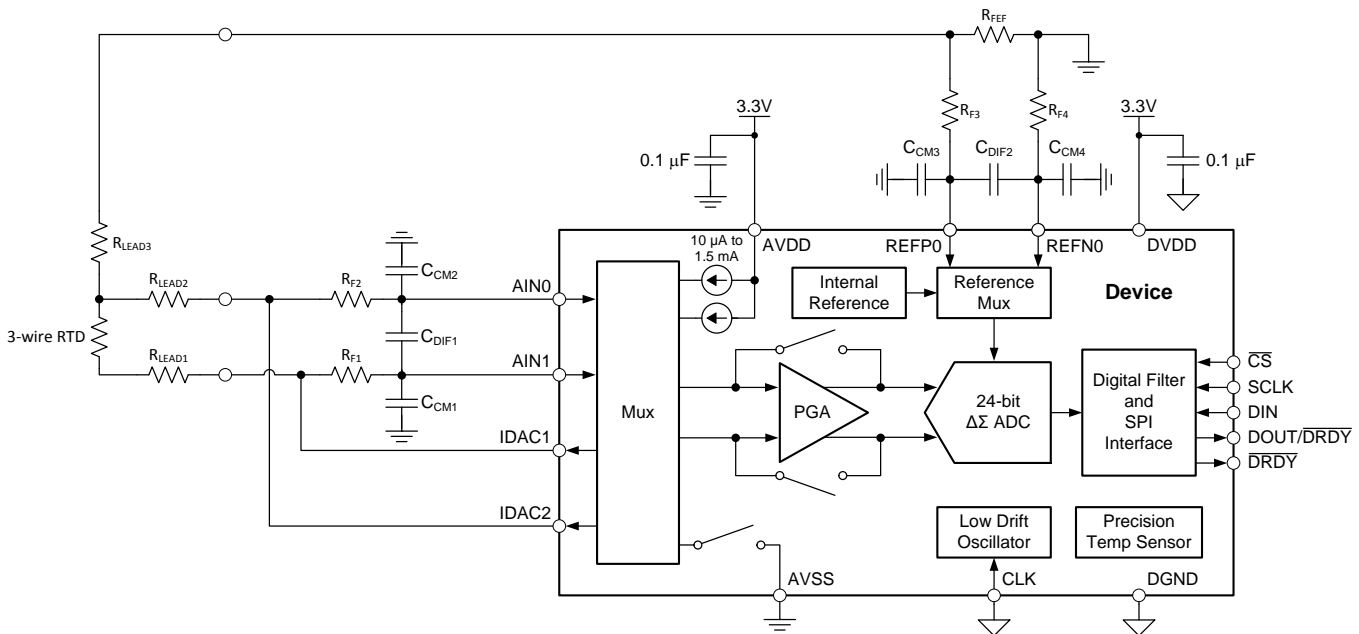 RFEF
3.3V
RF3
RF4
3.3V
0.1 µF
CCM3
CDIF2
CCM4
0.1 µF
RLEAD3
10 µA to
1.5 mA
AVDD
REFP0
REFN0
DVDD
CCM2
RLEAD2
RF2
AIN0
Internal
Reference
Reference
Mux
Device
3-wire RTD
CDIF1
RLEAD1
RF1
AIN1
CCM1
Mux
PGA
24-bit
ΔΣ ADC
Digital Filter
and
SPI
Interface
CS
SCLK
DIN
DOUT/DRDY
DRDY
IDAC1
IDAC2
Low Drift
Oscillator
Precision
Temp Sensor
AVSS
CLK
DGND